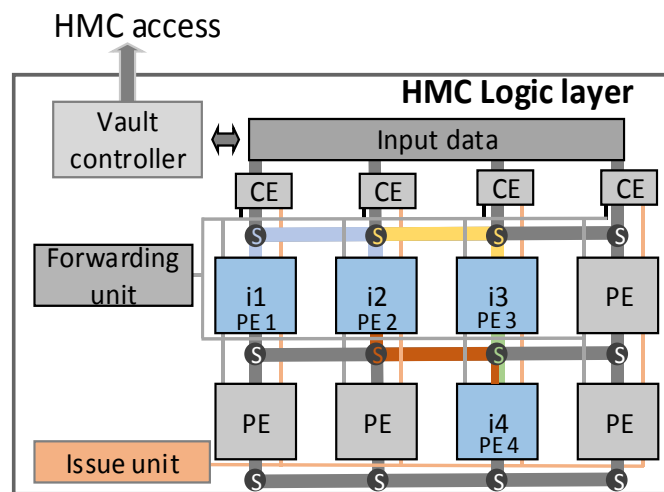 HMC access
HMC Logic layer
Vault
controller
Input data
CE CE CE CE
S S S S
Forwarding
unit
i1 i2 i3 PE
PE 1 PE 2 PE 3
S S S S
PE PE i4 PE
PE 4
Issue unit
S S S S